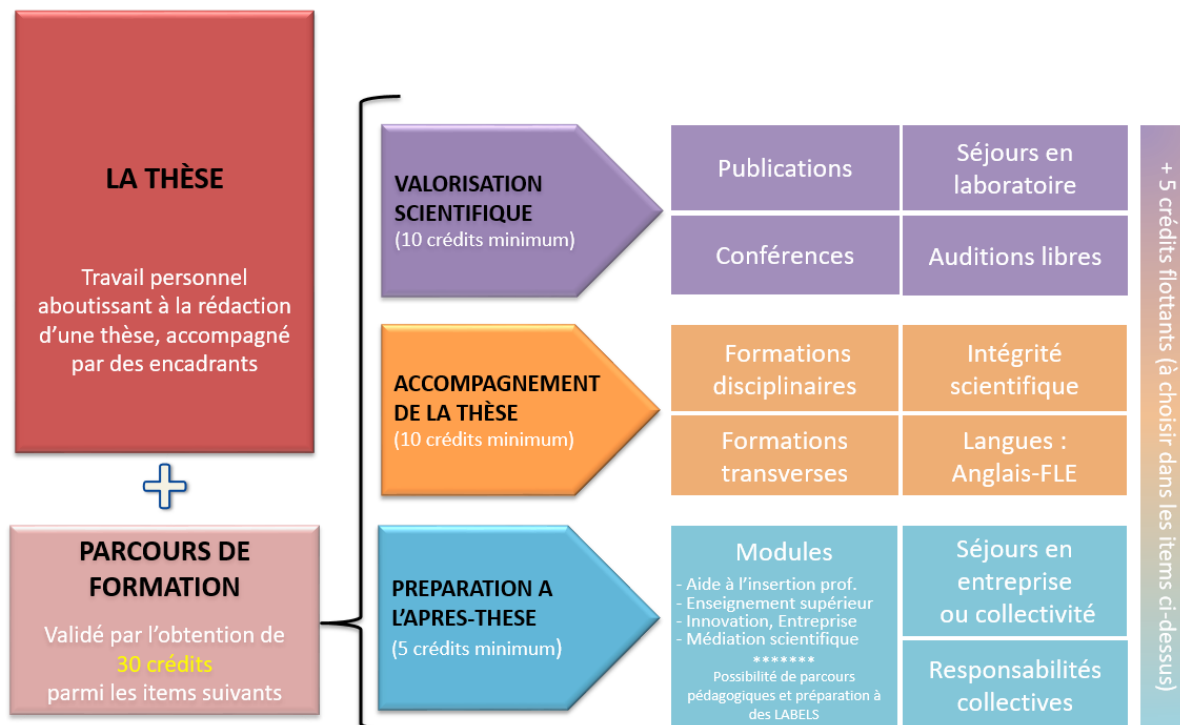 LA THÈSE
Travail personnel
aboutissant à la rédaction
d'une thèse, accompagné
par des encadrants
PARCOURS DE
FORMATION
Validé par l'obtention de
30 crédits
parmi les items suivants
VALORISATION
SCIENTIFIQUE
(10 crédits minimum)
Publications
Séjours en
laboratoire
Conférences
Auditions libres
ACCOMPAGNEMENT
DE LA THÈSE
(10 crédits minimum)
Formations
disciplinaires
Intégrité
scientifique
Formations
transverses
Langues :
Anglais-FLE
PREPARATION A
L'APRES-THESE
(5 crédits minimum)
Modules
- Aide à l'insertion prof.
- Enseignement supérieur
- Innovation, Entreprise
- Médiation scientifique
*******
Possibilité de parcours
pédagogiques et préparation à
des LABELS
Séjours en
entreprise
ou collectivité
Responsabilités
collectives
+ 5 crédits flottants (à choisir dans les items ci-dessus)